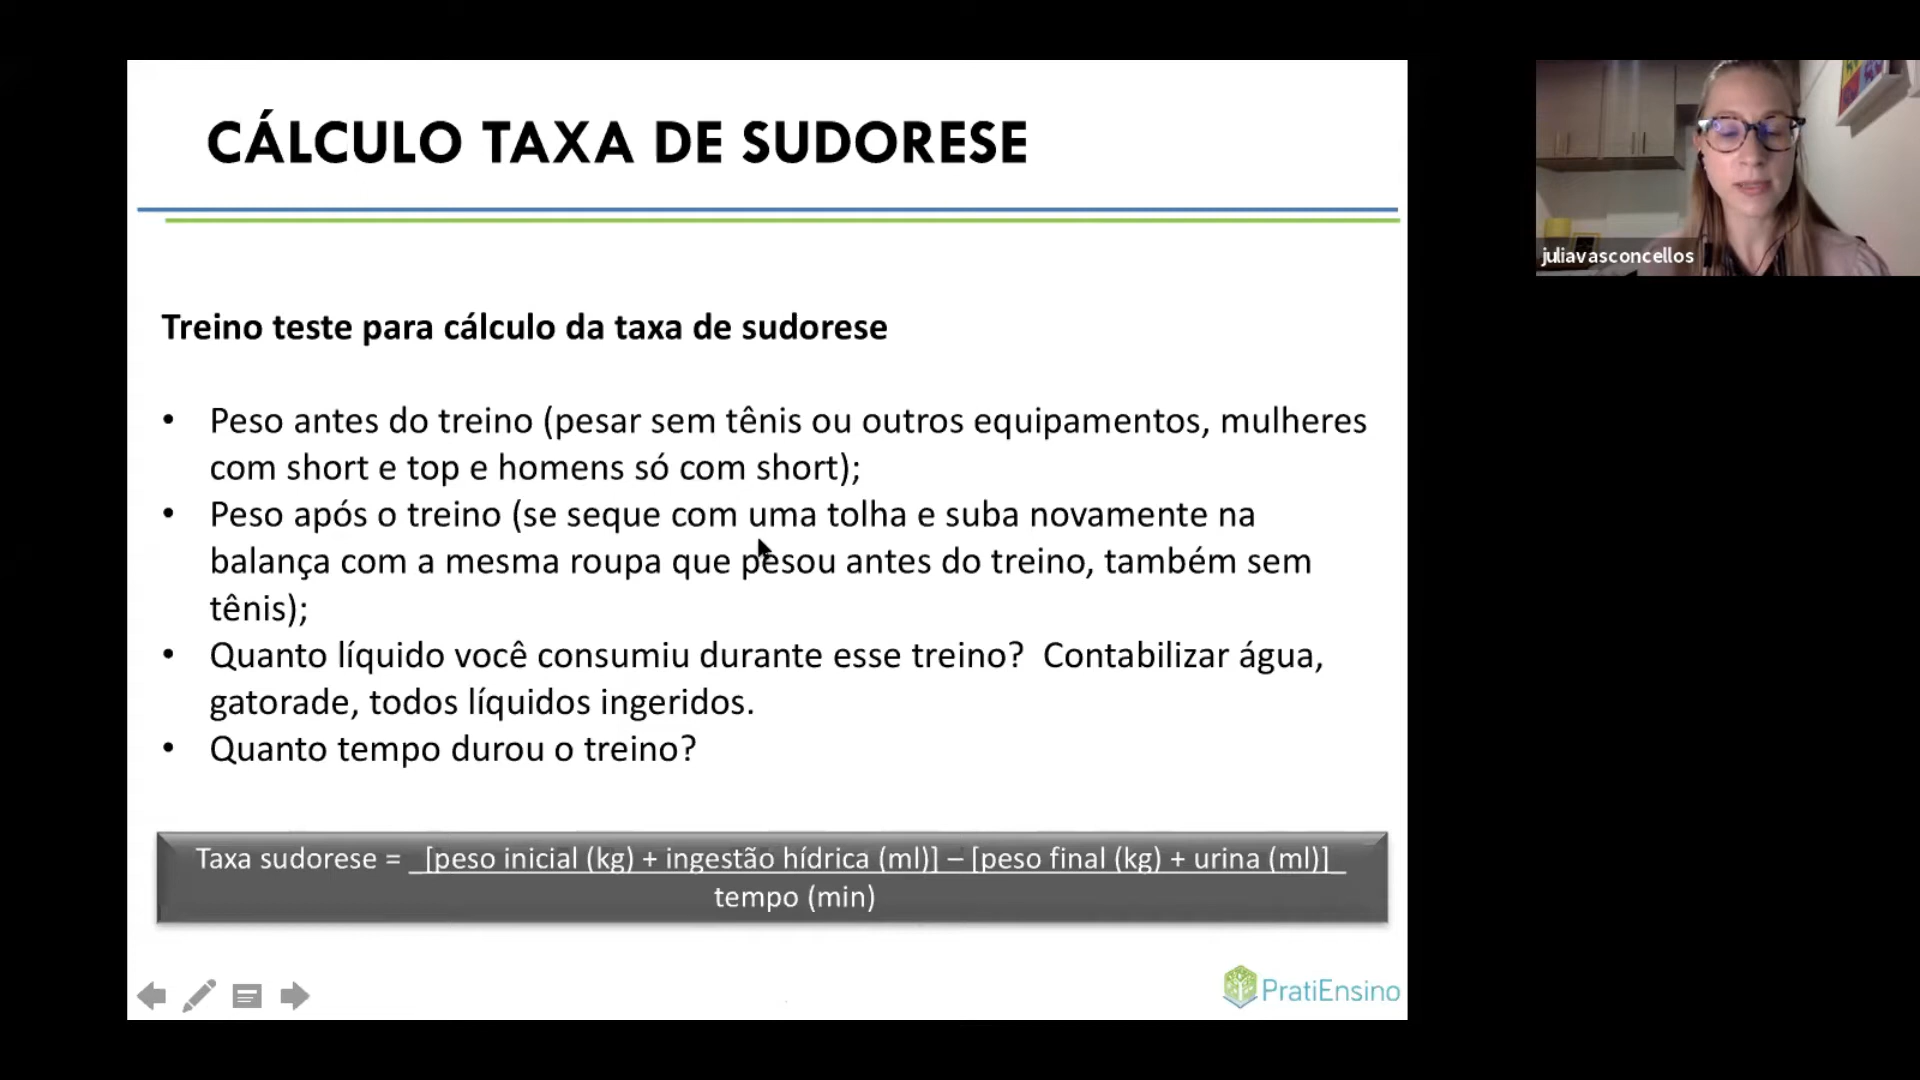 CÁLCULO TAXA DE SUDORESE
juliavasconcellos
Treino teste para cálculo da taxa de sudorese
• Peso antes do treino (pesar sem tênis ou outros equipamentos, mulheres
com short e top e homens só com short);
• Peso após o treino (se seque com uma tolha e suba novamente na
balança com a mesma roupa que pesou antes do treino, também sem
tênis);
• Quanto líquido você consumiu durante esse treino?  Contabilizar água,
gatorade, todos líquidos ingeridos.
• Quanto tempo durou o treino?
Taxa sudorese = [peso inicial (kg) + ingestão hídrica (ml)] – [peso final (kg) + urina (ml)]
tempo (min)
PratiEnsino